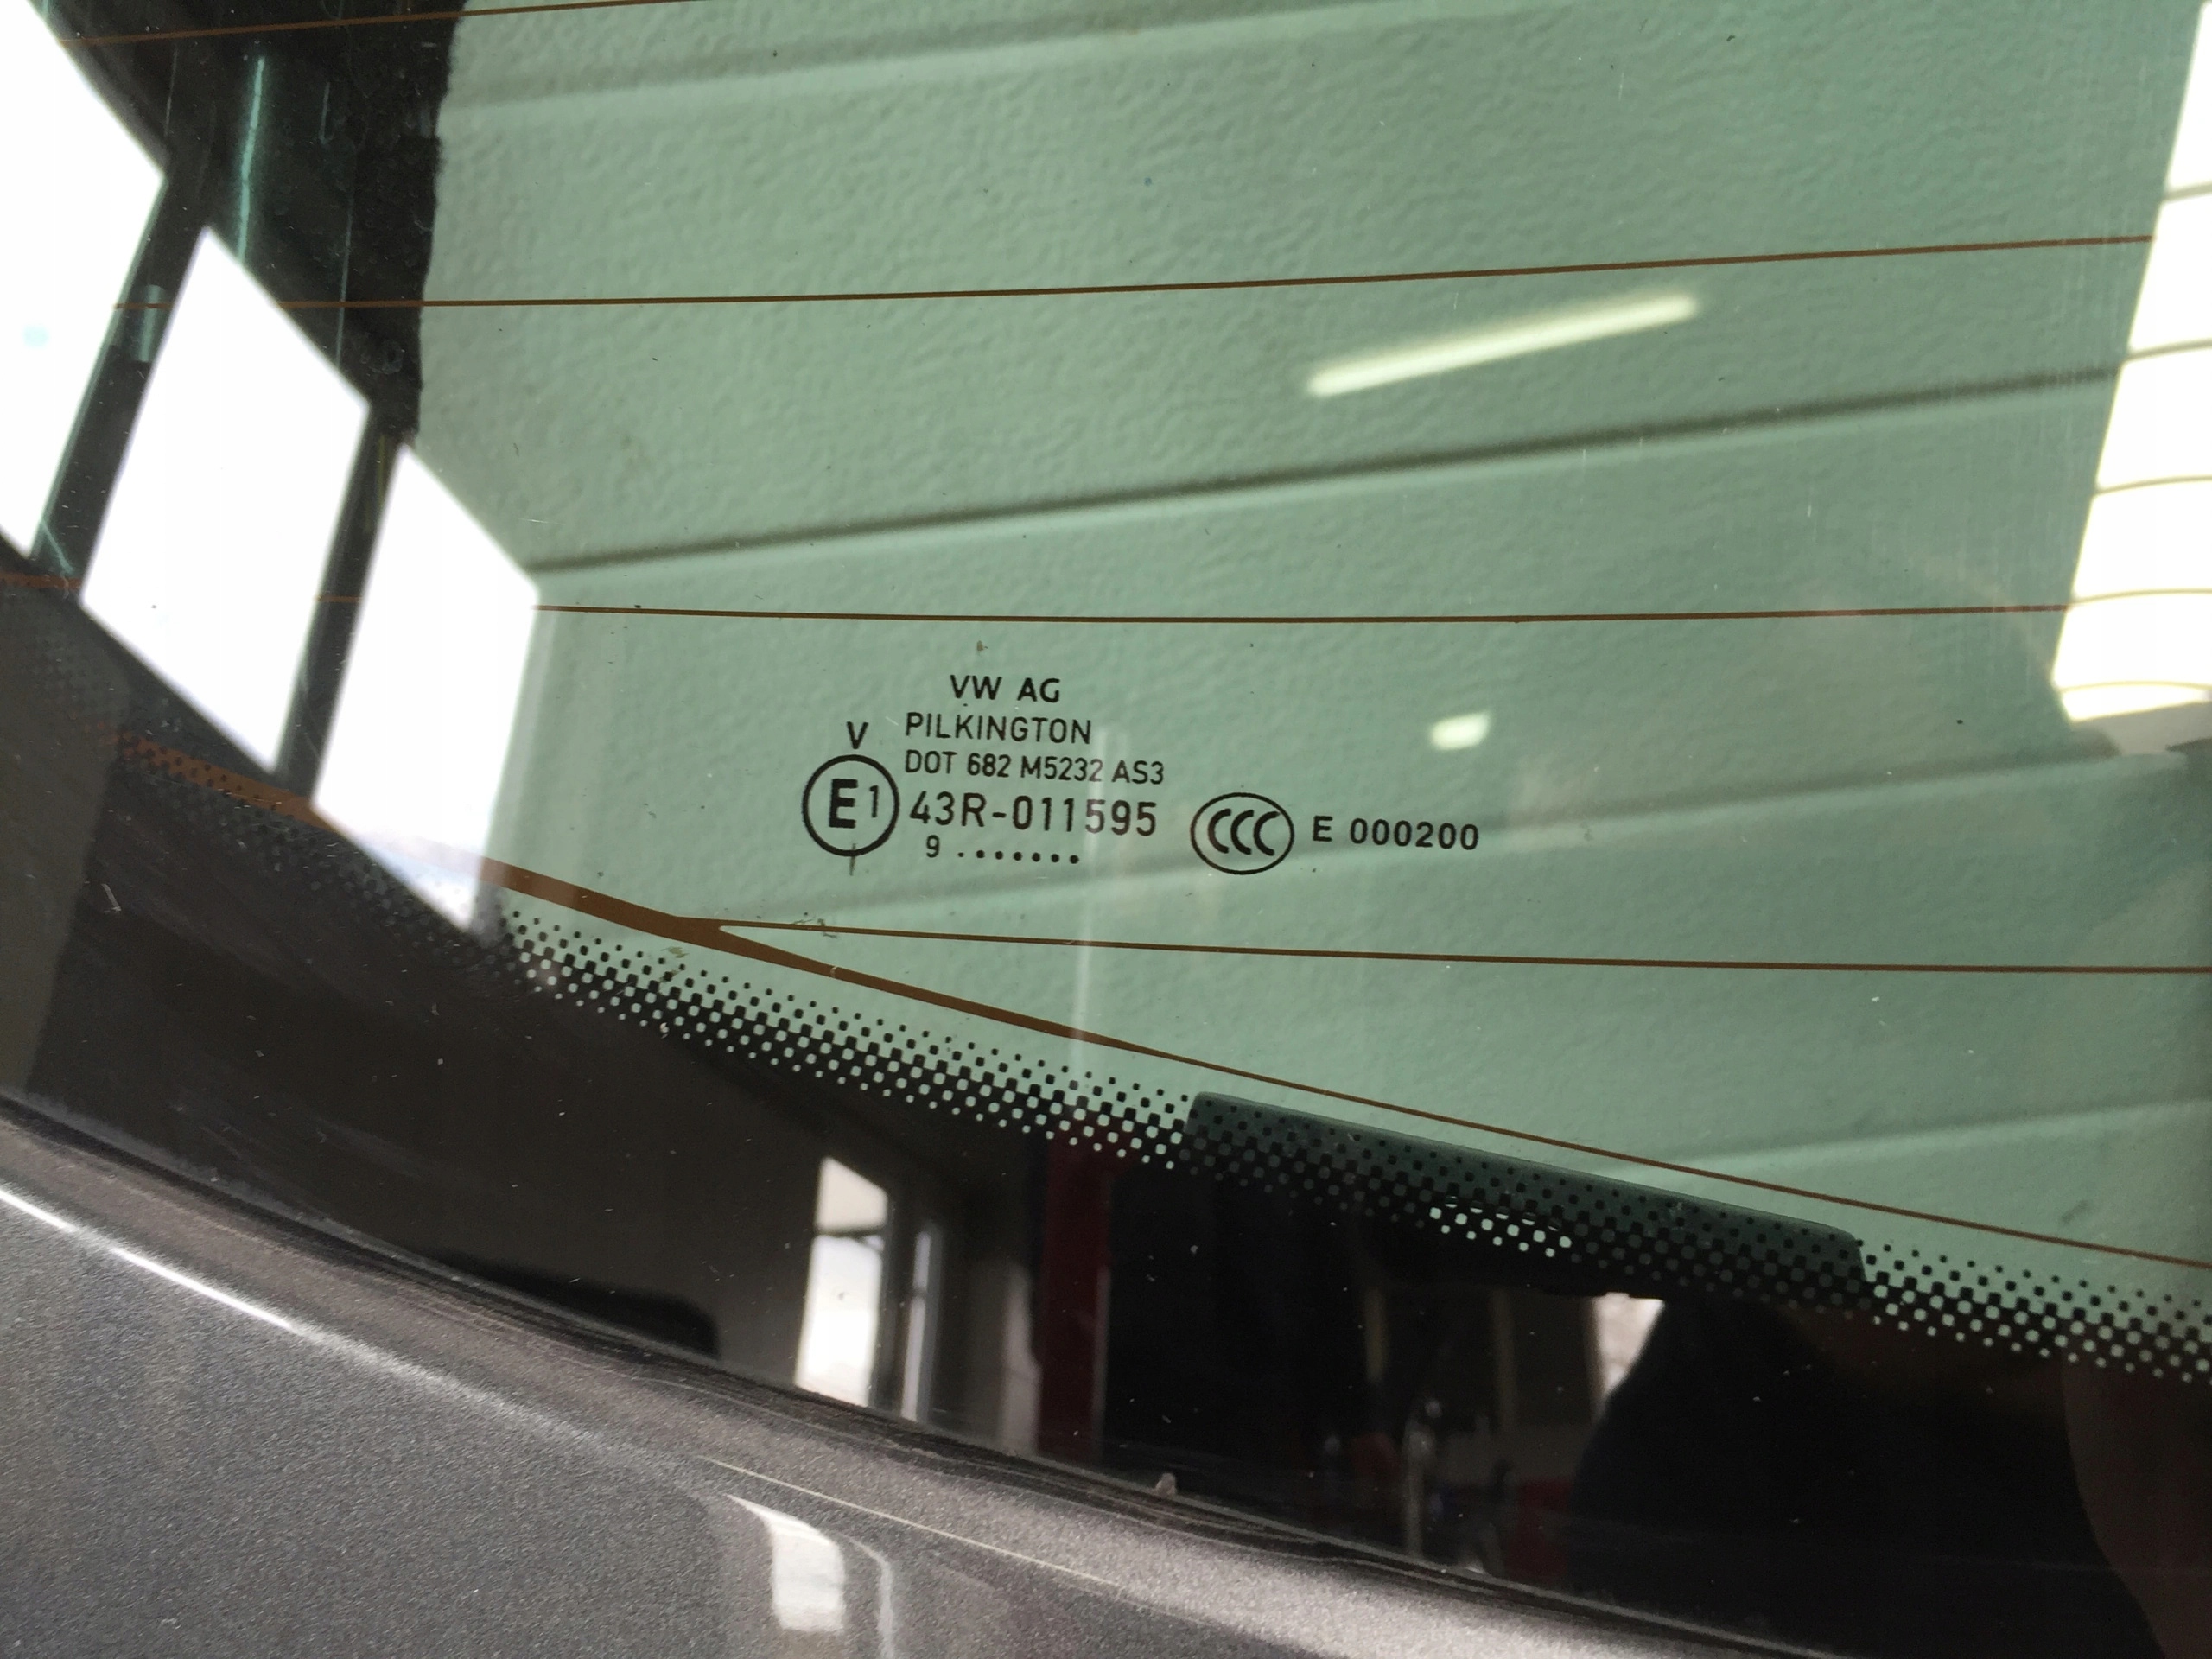 VW AG
V PILKINGTON
DOT 682 M5232 AS3
E1 43R-011595 CCC E 000200
9 .......